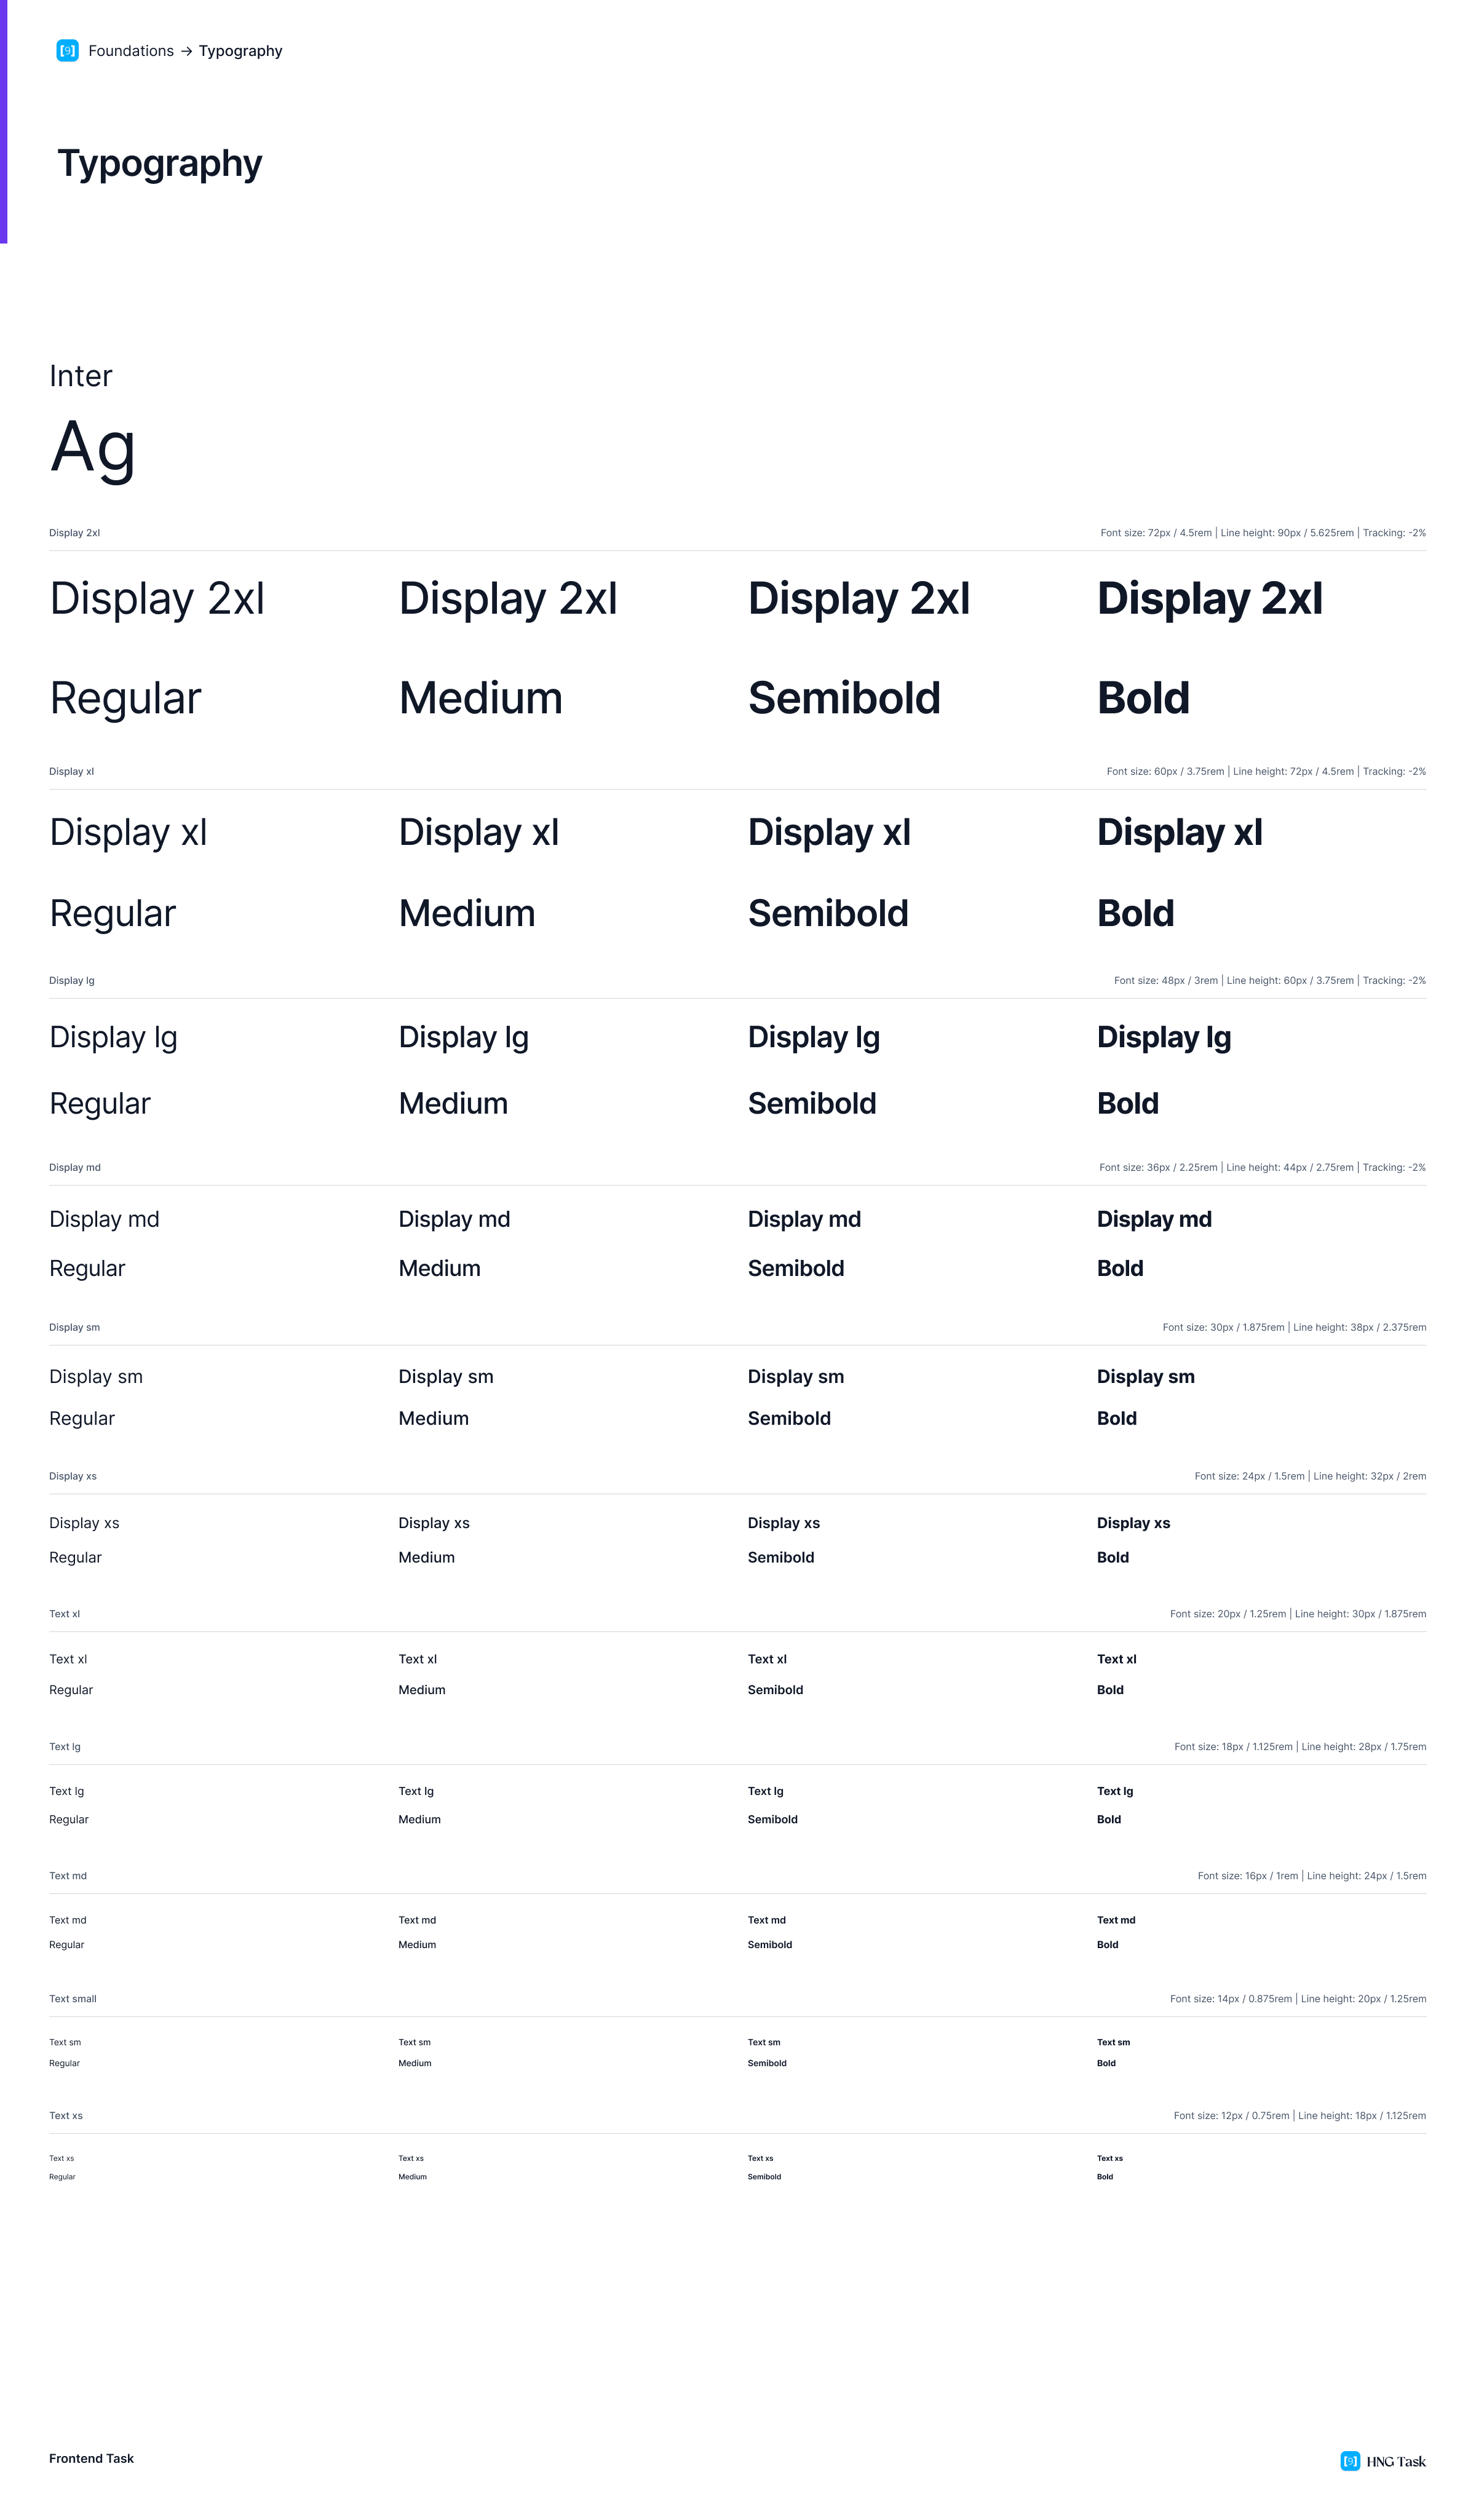 [9] Foundations → Typography
Typography
Inter
Ag
Display 2xl Font size: 72px / 4.5rem | Line height: 90px / 5.625rem | Tracking: -2%
Display 2xl Display 2xl Display 2xl Display 2xl
Regular Medium Semibold Bold
Display xl Font size: 60px / 3.75rem | Line height: 72px / 4.5rem | Tracking: -2%
Display xl Display xl Display xl Display xl
Regular Medium Semibold Bold
Display lg Font size: 48px / 3rem | Line height: 60px / 3.75rem | Tracking: -2%
Display lg Display lg Display lg Display lg
Regular Medium Semibold Bold
Display md Font size: 36px / 2.25rem | Line height: 44px / 2.75rem | Tracking: -2%
Display md Display md Display md Display md
Regular Medium Semibold Bold
Display sm Font size: 30px / 1.875rem | Line height: 38px / 2.375rem
Display sm Display sm Display sm Display sm
Regular Medium Semibold Bold
Display xs Font size: 24px / 1.5rem | Line height: 32px / 2rem
Display xs Display xs Display xs Display xs
Regular Medium Semibold Bold
Text xl Font size: 20px / 1.25rem | Line height: 30px / 1.875rem
Text xl Text xl Text xl Text xl
Regular Medium Semibold Bold
Text lg Font size: 18px / 1.125rem | Line height: 28px / 1.75rem
Text lg Text lg Text lg Text lg
Regular Medium Semibold Bold
Text md Font size: 16px / 1rem | Line height: 24px / 1.5rem
Text md Text md Text md Text md
Regular Medium Semibold Bold
Text small Font size: 14px / 0.875rem | Line height: 20px / 1.25rem
Text sm Text sm Text sm Text sm
Regular Medium Semibold Bold
Text xs Font size: 12px / 0.75rem | Line height: 18px / 1.125rem
Text xs Text xs Text xs Text xs
Regular Medium Semibold Bold
Frontend Task [9] HNG Task